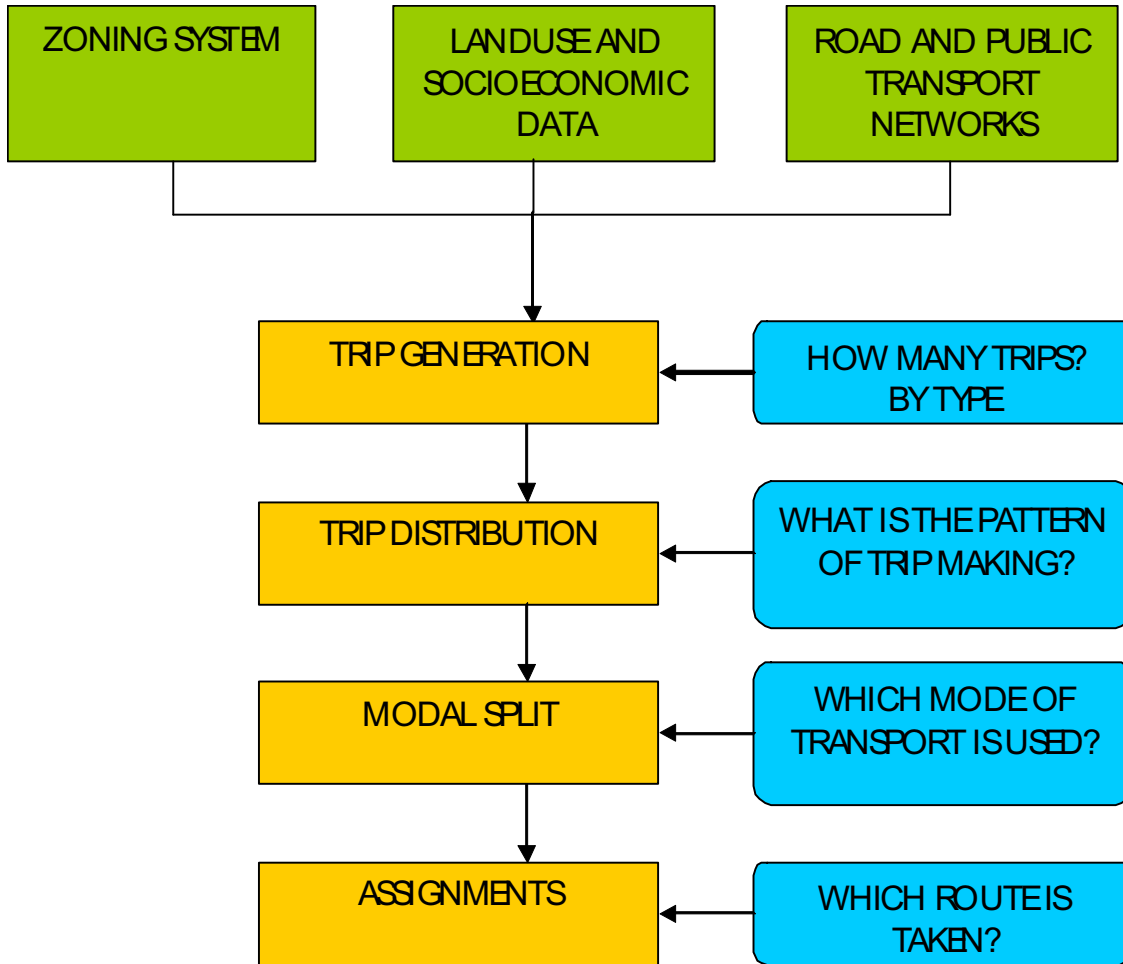 ZONING SYSTEM
LANDUSE AND
SOCIOECONOMIC
DATA
ROAD AND PUBLIC
TRANSPORT
NETWORKS
TRIP GENERATION
HOW MANY TRIPS?
BY TYPE
TRIP DISTRIBUTION
WHAT IS THE PATTERN
OF TRIP MAKING?
MODAL SPLIT
WHICH MODE OF
TRANSPORT IS USED?
ASSIGNMENTS
WHICH ROUTE IS
TAKEN?